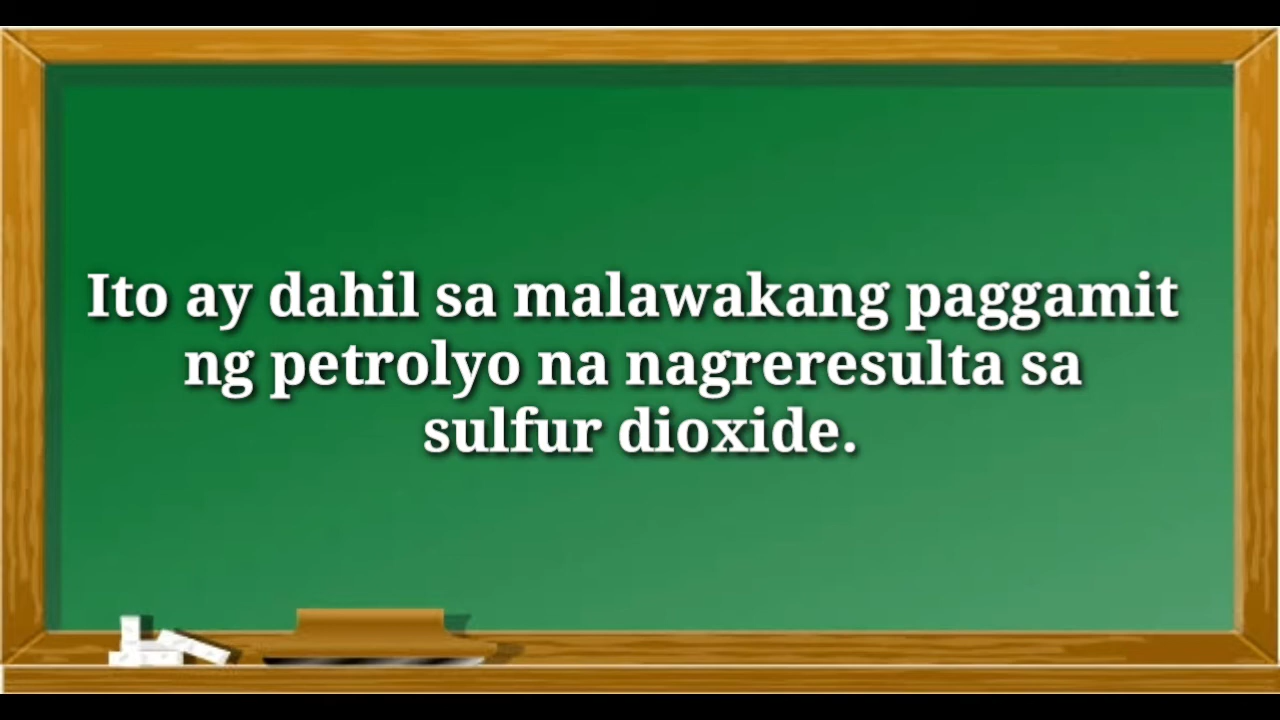 Ito ay dahil sa malawakang paggamit
ng petrolyo na nagreresulta sa
sulfur dioxide.